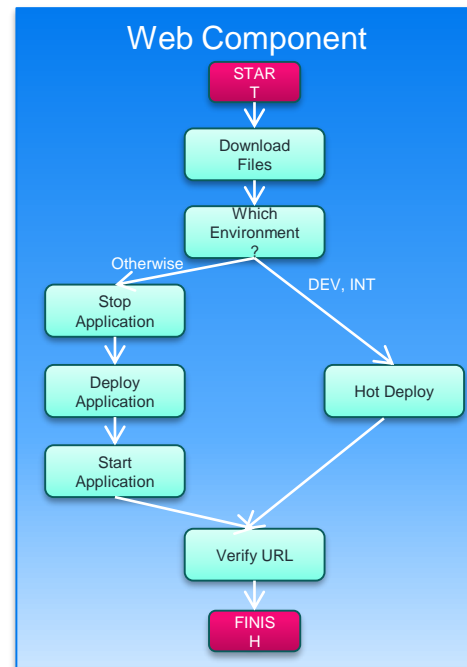 Web Component
STAR
T
Download
Files
Which
Environment
?
Otherwise
DEV, INT
Stop
Application
Deploy
Application
Hot Deploy
Start
Application
Verify URL
FINIS
H